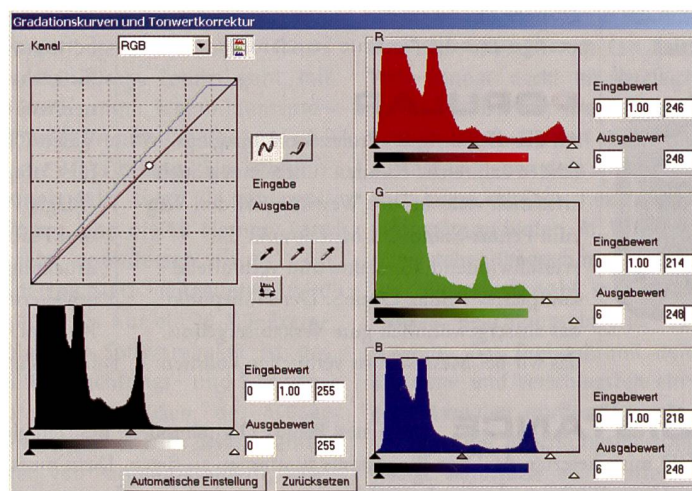 Gradationskurven und Tonwertkorrektur
Kanal
RGB
Eingabe
Ausgabe
Eingabewert
0 1.00 255
Ausgabewert
0 255
Automatische Einstellung
Zurücksetzen
R
Eingabewert
0 1.00 246
Ausgabewert
6 248
G
Eingabewert
0 1.00 214
Ausgabewert
6 248
B
Eingabewert
0 1.00 218
Ausgabewert
6 248